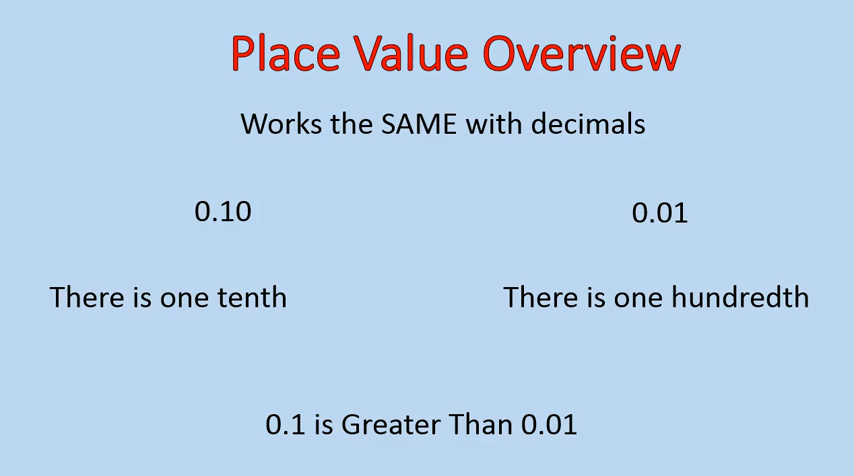 Place Value Overview
Works the SAME with decimals
0.10
0.01
There is one tenth
There is one hundredth
0.1 is Greater Than 0.01